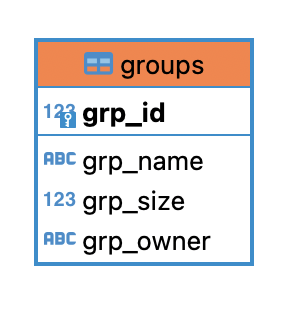 groups
123 grp_id
ABC grp_name
123 grp_size
ABC grp_owner